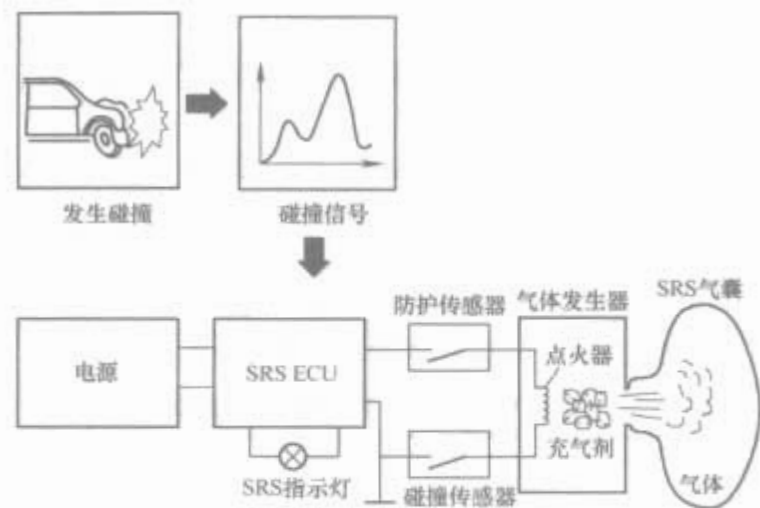 发生碰撞
碰撞信号
防护传感器
气体发生器
SRS气囊
电源
SRS ECU
点火器
充气剂
SRS指示灯
碰撞传感器
气体